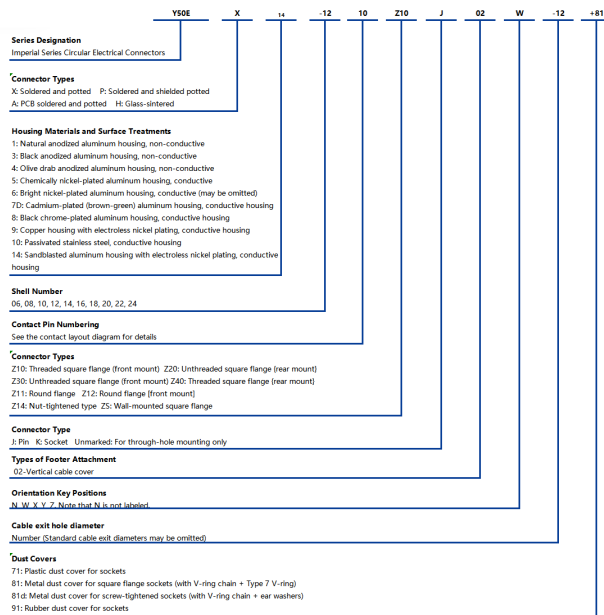 Y50E X 14 -12 10 Z10 J 02 W -12 +81
Series Designation
Imperial Series Circular Electrical Connectors
Connector Types
X: Soldered and potted P: Soldered and shielded potted
A: PCB soldered and potted H: Glass-sintered
Housing Materials and Surface Treatments
1: Natural anodized aluminum housing, non-conductive
3: Black anodized aluminum housing, non-conductive
4: Olive drab anodized aluminum housing, non-conductive
5: Chemically nickel-plated aluminum housing, conductive
6: Bright nickel-plated aluminum housing, conductive (may be omitted)
7D: Cadmium-plated (brown-green) aluminum housing, conductive housing
8: Black chrome-plated aluminum housing, conductive housing
9: Copper housing with electroless nickel plating, conductive housing
10: Passivated stainless steel, conductive housing
14: Sandblasted aluminum housing with electroless nickel plating, conductive
housing
Shell Number
06, 08, 10, 12, 14, 16, 18, 20, 22, 24
Contact Pin Numbering
See the contact layout diagram for details
Connector Types
Z10: Threaded square flange (front mount) Z20: Unthreaded square flange (rear mount)
Z30: Unthreaded square flange (front mount) Z40: Threaded square flange (rear mount)
Z11: Round flange Z12: Round flange [front mount]
Z14: Nut-tightened type ZS: Wall-mounted square flange
Connector Type
J: Pin K: Socket Unmarked: For through-hole mounting only
Types of Footer Attachment
02-Vertical cable cover
Orientation Key Positions
N, W, X, Y, Z. Note that N is not labeled.
Cable exit hole diameter
Number (Standard cable exit diameters may be omitted)
Dust Covers
71: Plastic dust cover for sockets
81: Metal dust cover for square flange sockets (with V-ring chain + Type 7 V-ring)
81d: Metal dust cover for screw-tightened sockets (with V-ring chain + ear washers)
91: Rubber dust cover for sockets